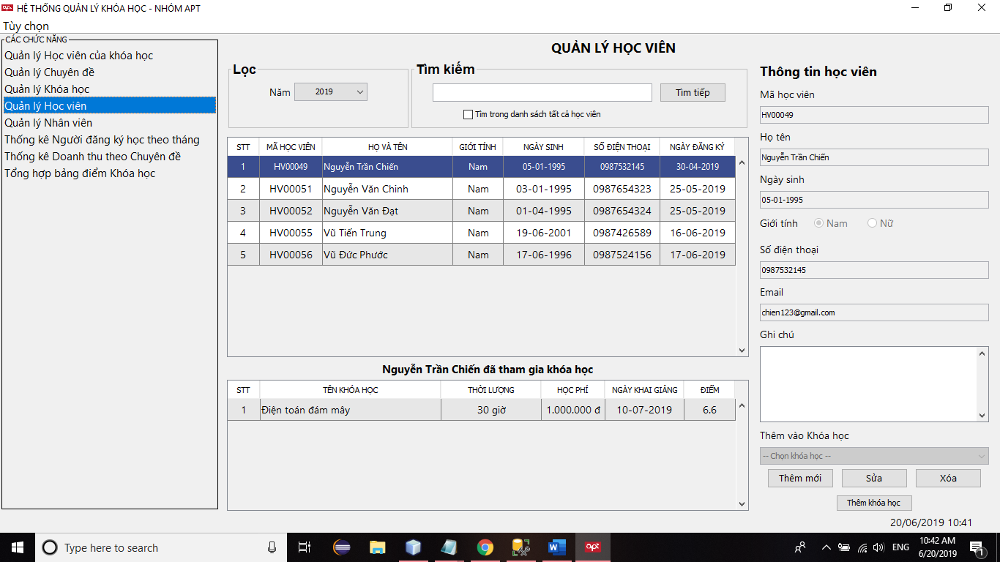 apt HỆ THỐNG QUẢN LÝ KHÓA HỌC - NHÓM APT
Tùy chọn
CÁC CHỨC NĂNG
Quản lý Học viên của khóa học
Quản lý Chuyên đề
Quản lý Khóa học
Quản lý Học viên
Quản lý Nhân viên
Thống kê Người đăng ký học theo tháng
Thống kê Doanh thu theo Chuyên đề
Tổng hợp bảng điểm Khóa học
QUẢN LÝ HỌC VIÊN
Lọc
Năm 2019
Tìm kiếm
Tìm tiếp
Tìm trong danh sách tất cả học viên
STT MÃ HỌC VIÊN HỌ VÀ TÊN GIỚI TÍNH NGÀY SINH SỐ ĐIỆN THOẠI NGÀY ĐĂNG KÝ
1 HV00049 Nguyễn Trần Chiến Nam 05-01-1995 0987532145 30-04-2019
2 HV00051 Nguyễn Văn Chinh Nam 03-01-1995 0987654323 25-05-2019
3 HV00052 Nguyễn Văn Đạt Nam 01-04-1995 0987654324 25-05-2019
4 HV00055 Vũ Tiến Trung Nam 19-06-2001 0987426589 16-06-2019
5 HV00056 Vũ Đức Phước Nam 17-06-1996 0987524156 17-06-2019
Nguyễn Trần Chiến đã tham gia khóa học
STT TÊN KHÓA HỌC THỜI LƯỢNG HỌC PHÍ NGÀY KHAI GIẢNG ĐIỂM
1 Điện toán đám mây 30 giờ 1.000.000 đ 10-07-2019 6.6
Thông tin học viên
Mã học viên
HV00049
Họ tên
Nguyễn Trần Chiến
Ngày sinh
05-01-1995
Giới tính Nam Nữ
Số điện thoại
0987532145
Email
chien123@gmail.com
Ghi chú
Thêm vào Khóa học
-- Chọn khóa học --
Thêm mới Sửa Xóa
Thêm khóa học
20/06/2019 10:41
Type here to search
apt
ENG
10:42 AM
6/20/2019
1